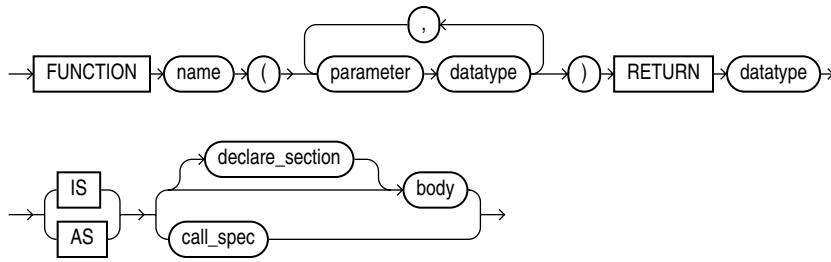 ,
FUNCTION name ( parameter datatype ) RETURN datatype
declare_section
IS body
AS call_spec